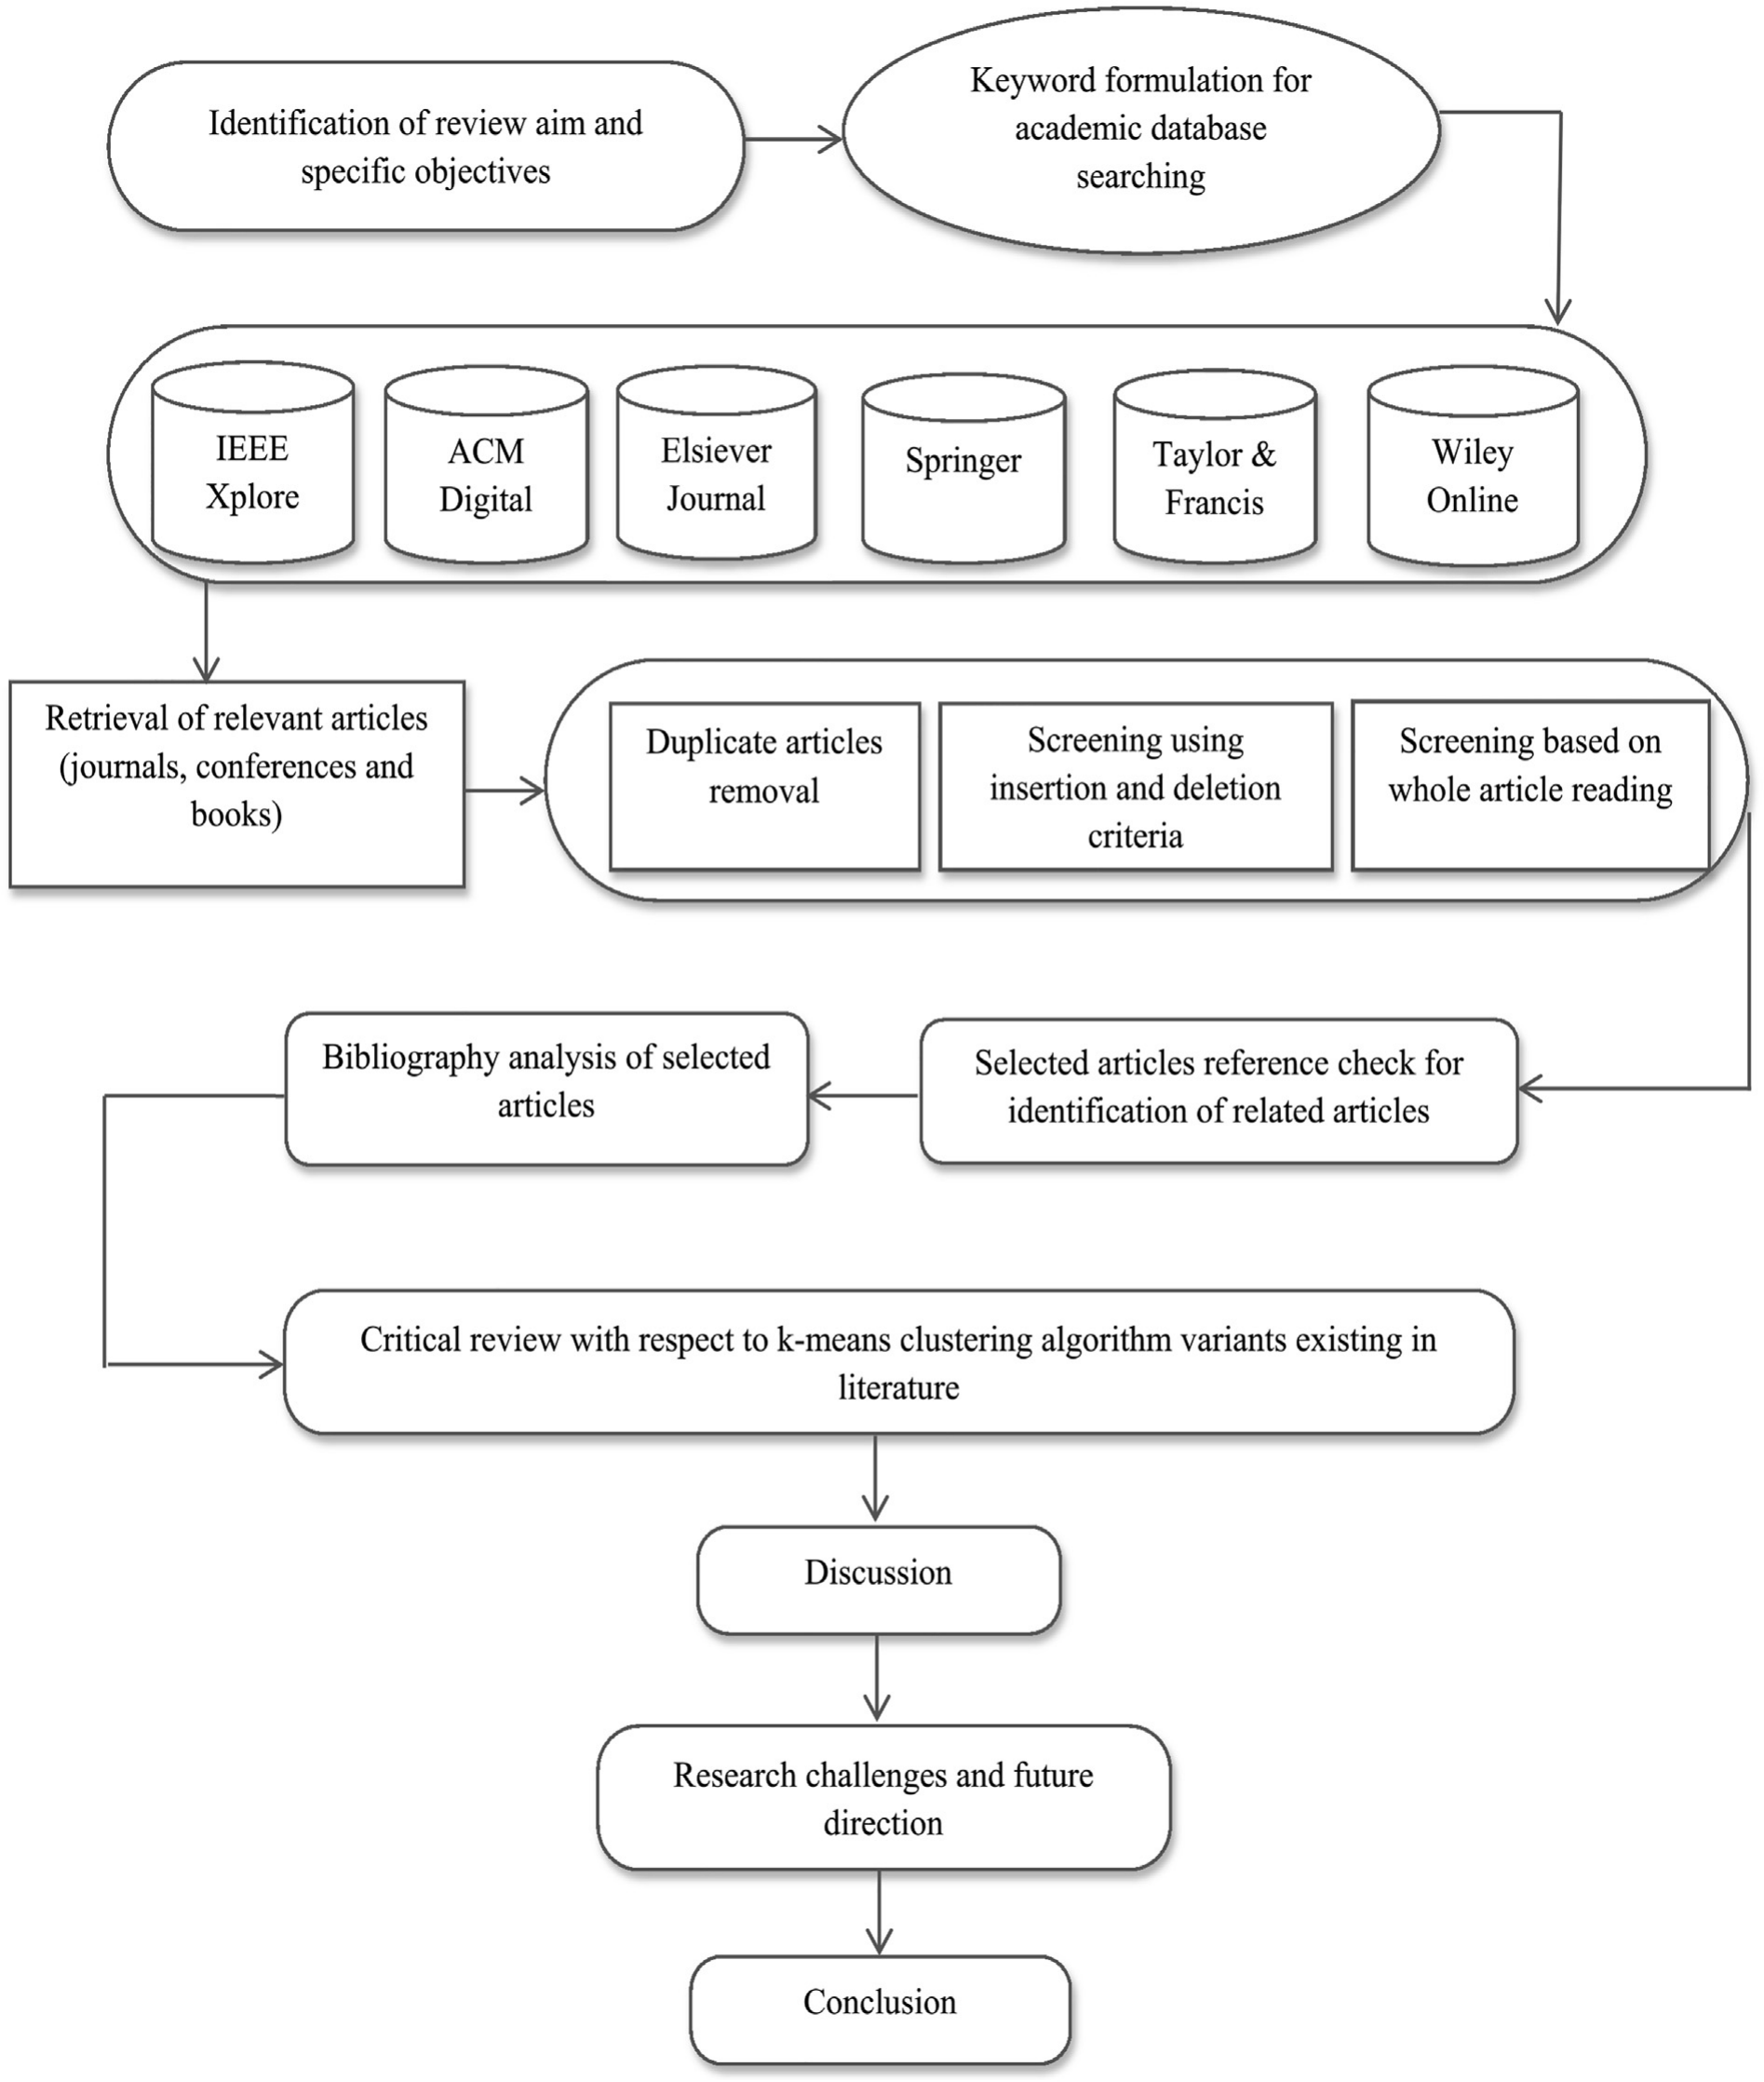 Identification of review aim and
specific objectives
Keyword formulation for
academic database
searching
IEEE
Xplore
ACM
Digital
Elsiever
Journal
Springer
Taylor &
Francis
Wiley
Online
Retrieval of relevant articles
(journals, conferences and
books)
Duplicate articles
removal
Screening using
insertion and deletion
criteria
Screening based on
whole article reading
Selected articles reference check for
identification of related articles
Bibliography analysis of selected
articles
Critical review with respect to k-means clustering algorithm variants existing in
literature
Discussion
Research challenges and future
direction
Conclusion